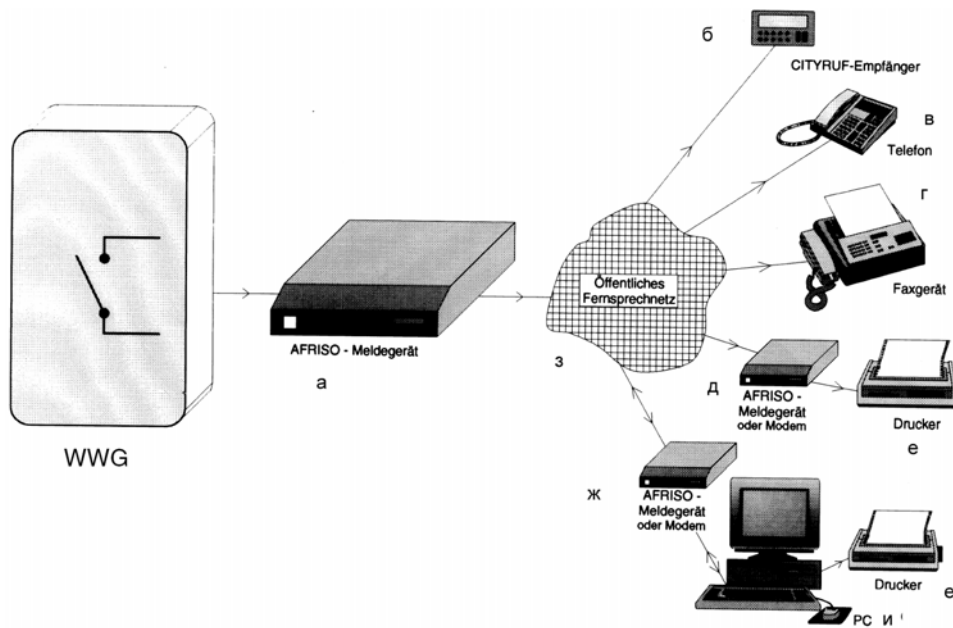 б
CITYRUF-Empfänger
в
Telefon
г
Faxgerät
Öffentliches
Fernsprechnetz
AFRISO - Meldegerät
а
з
д
AFRISO -
Meldegerät
oder Modem
Drucker
е
WWG
ж
AFRISO -
Meldegerät
oder Modem
Drucker
е
PC и